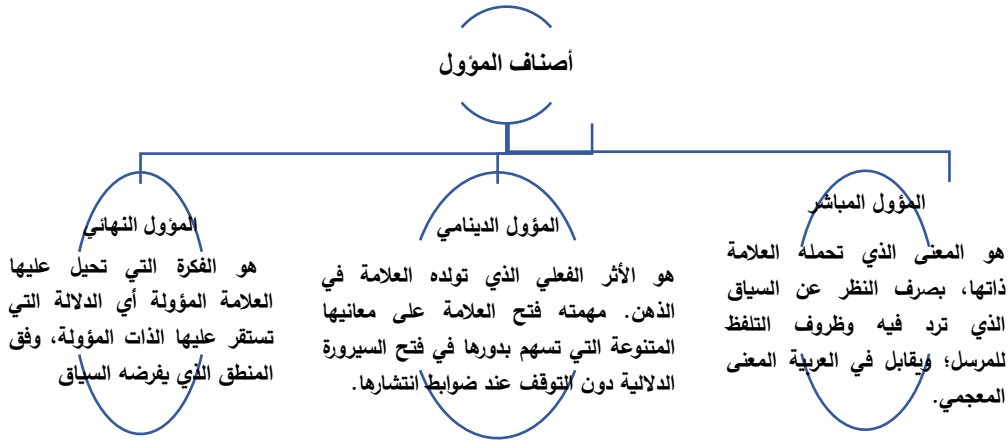 أصناف المؤول
المؤول المباشر
هو المعنى الذي تحمله العلامة
ذاتها، بصرف النظر عن السياق
الذي ترد فيه وظروف التلفظ
للمرسل؛ ويقابل في العربية المعنى
المعجمي.
المؤول الدينامي
هو الأثر الفعلي الذي تولده العلامة في
الذهن. مهمته فتح العلامة على معانيها
المتنوعة التي تسهم بدورها في فتح السيرورة
الدلالية دون التوقف عند ضوابط انتشارها.
المؤول النهائي
هو الفكرة التي تحيل عليها
العلامة المؤولة أي الدلالة التي
تستقر عليها الذات المؤولة، وفق
المنطق الذي يفرضه السياق